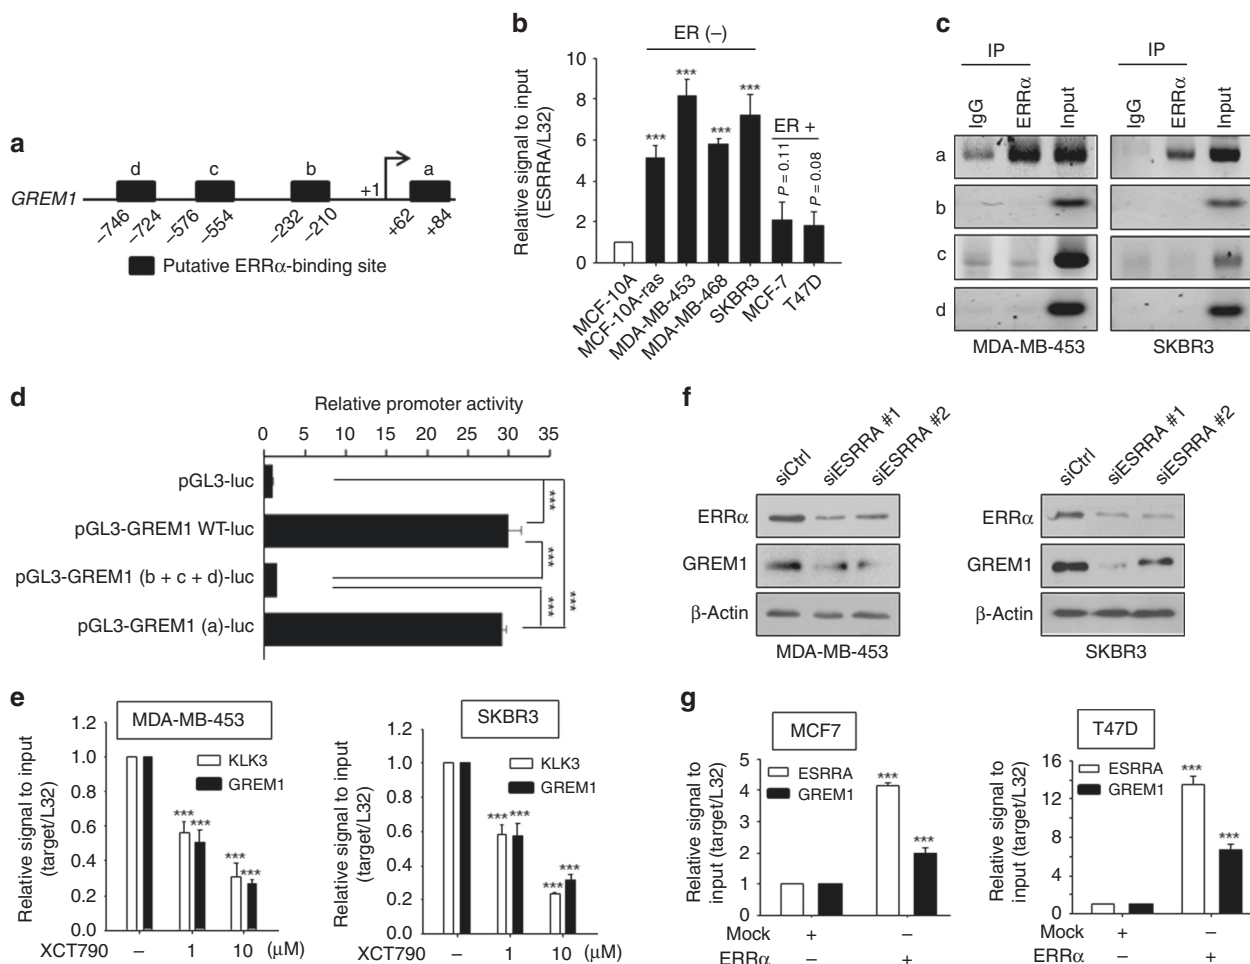 a
d
c
b
a
+1
GREM1
–746
–724
–576
–554
–232
–210
+62
+84
Putative ERRα-binding site
b
ER (–)
ER +
Relative signal to input
(ESRRA/L32)
10
8
6
4
2
0
***
***
***
***
P = 0.11
P = 0.08
MCF-10A
MCF-10A-ras
MDA-MB-453
MDA-MB-468
SKBR3
MCF-7
T47D
c
IP
IP
IgG
ERRα
Input
IgG
ERRα
Input
a
b
c
d
MDA-MB-453
SKBR3
d
Relative promoter activity
0 5 10 15 20 25 30 35
pGL3-luc
pGL3-GREM1 WT-luc
pGL3-GREM1 (b + c + d)-luc
pGL3-GREM1 (a)-luc
***
***
***
***
e
MDA-MB-453
Relative signal to input
(target/L32)
1.2
1.0
0.8
0.6
0.4
0.2
0
KLK3
GREM1
*** ***
*** ***
XCT790 – 1 10 (μM)
SKBR3
Relative signal to input
(target/L32)
1.2
1.0
0.8
0.6
0.4
0.2
0
KLK3
GREM1
*** ***
*** ***
– 1 10 (μM)
f
siCtrl
siESRRA #1
siESRRA #2
ERRα
GREM1
β-Actin
MDA-MB-453
siCtrl
siESRRA #1
siESRRA #2
ERRα
GREM1
β-Actin
SKBR3
g
MCF7
Relative signal to
input (target/L32)
5
4
3
2
1
0
ESRRA
GREM1
***
***
Mock + –
ERRα – +
T47D
Relative signal to
input (target/L32)
16
12
8
4
0
ESRRA
GREM1
***
***
+ –
– +